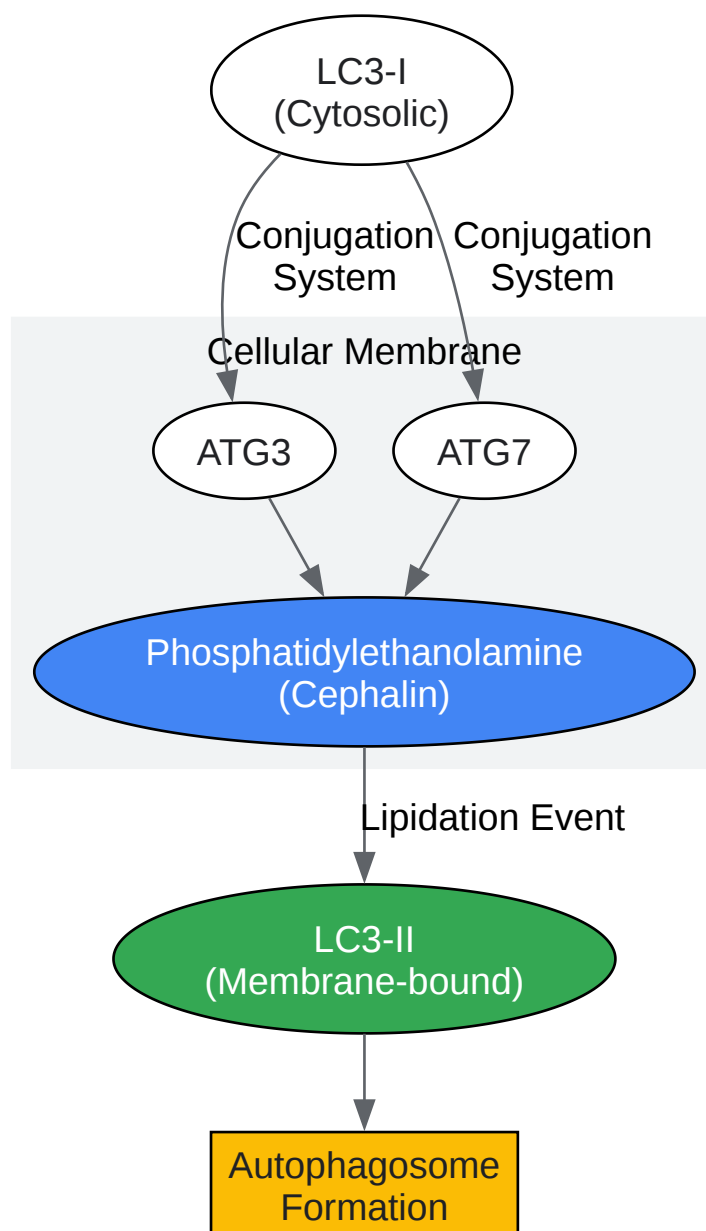 LC3-I
(Cytosolic)
Conjugation
System
Conjugation
System
Cellular Membrane
ATG3
ATG7
Phosphatidylethanolamine
(Cephalin)
Lipidation Event
LC3-II
(Membrane-bound)
Autophagosome
Formation